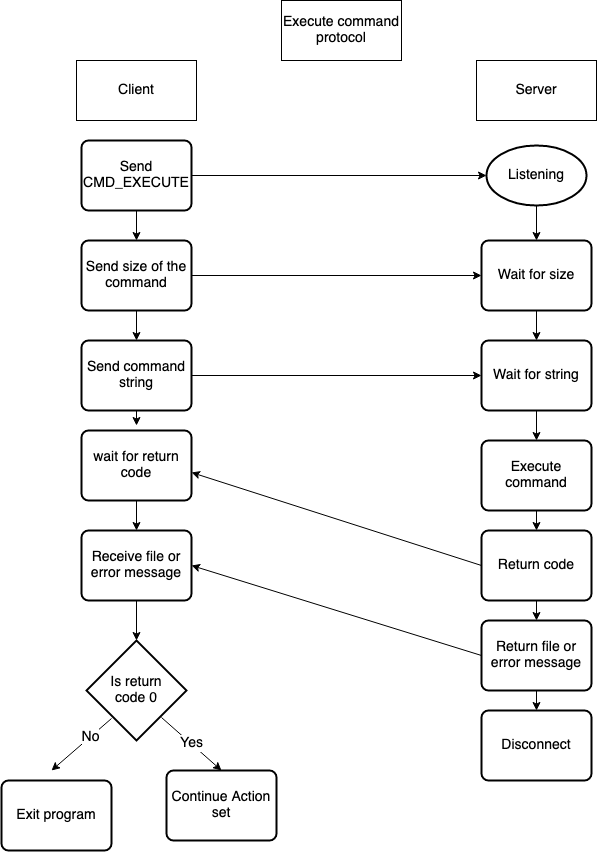 Execute command
protocol
Client
Server
Send
CMD_EXECUTE
Listening
Send size of the
command
Wait for size
Send command
string
Wait for string
wait for return
code
Execute
command
Receive file or
error message
Return code
Return file or
error message
Is return
code 0
No
Yes
Disconnect
Exit program
Continue Action
set